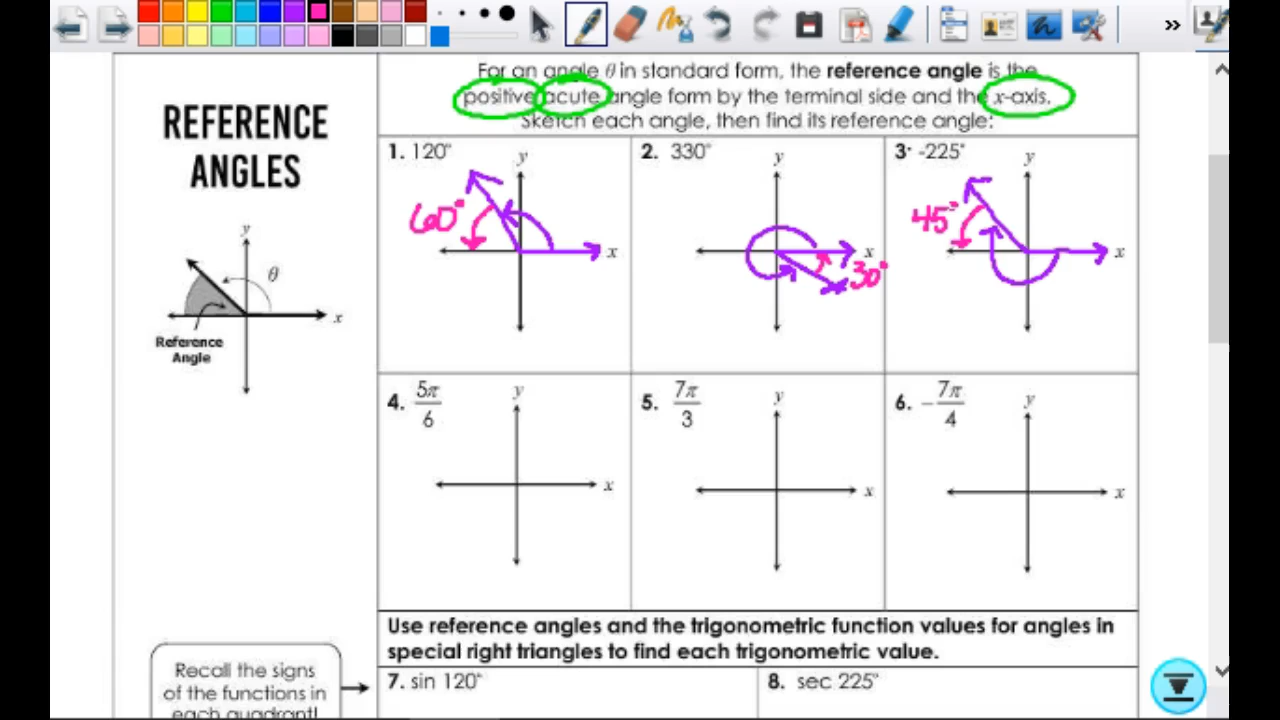 For an angle θ in standard form, the reference angle is the
positive acute angle form by the terminal side and the x-axis.
Sketch each angle, then find its reference angle:
REFERENCE
ANGLES
y
θ
x
Reference
Angle
1. 120°
y
60°
x
2. 330°
y
x
30°
3. -225°
y
45°
x
4. 5π/6
y
x
5. 7π/3
y
x
6. -7π/4
y
x
Use reference angles and the trigonometric function values for angles in
special right triangles to find each trigonometric value.
Recall the signs
of the functions in
each quadrant!
7. sin 120°
8. sec 225°